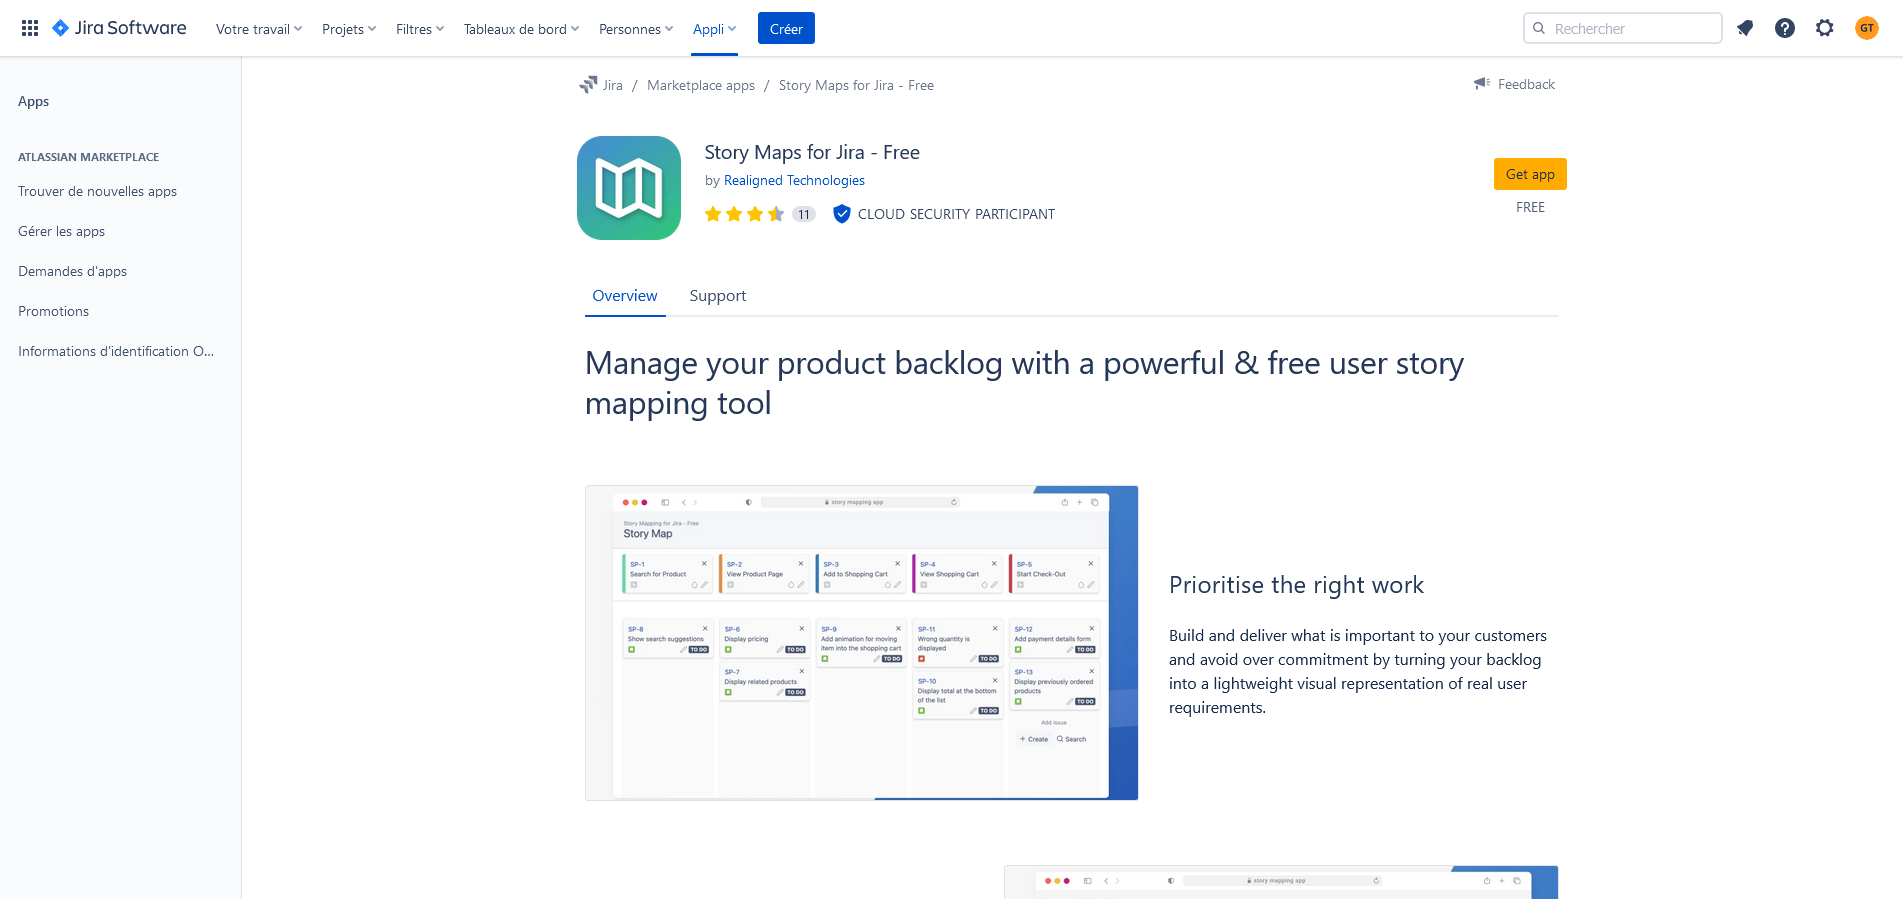 Jira Software
Votre travail
Projets
Filtres
Tableaux de bord
Personnes
Appli
Créer
Rechercher
GT
Apps
ATLASSIAN MARKETPLACE
Trouver de nouvelles apps
Gérer les apps
Demandes d'apps
Promotions
Informations d'identification O...
Jira / Marketplace apps / Story Maps for Jira - Free
Feedback
Story Maps for Jira - Free
by Realigned Technologies
11
CLOUD SECURITY PARTICIPANT
Get app
FREE
Overview
Support
Manage your product backlog with a powerful & free user story
mapping tool
story mapping app
Story Mapping for Jira - Free
Story Map
SP-1
Search for Product
SP-2
View Product Page
SP-3
Add to Shopping Cart
SP-4
View Shopping Cart
SP-5
Start Check-Out
SP-8
Show search suggestions
TO DO
SP-6
Display pricing
TO DO
SP-7
Display related products
TO DO
SP-9
Add animation for moving
item into the shopping cart
TO DO
SP-11
Wrong quantity is
displayed
TO DO
SP-10
Display total at the bottom
of the list
TO DO
SP-12
Add payment details form
TO DO
SP-13
Display previously ordered
products
TO DO
Add issue
+ Create
Search
Prioritise the right work
Build and deliver what is important to your customers
and avoid over commitment by turning your backlog
into a lightweight visual representation of real user
requirements.
story mapping app